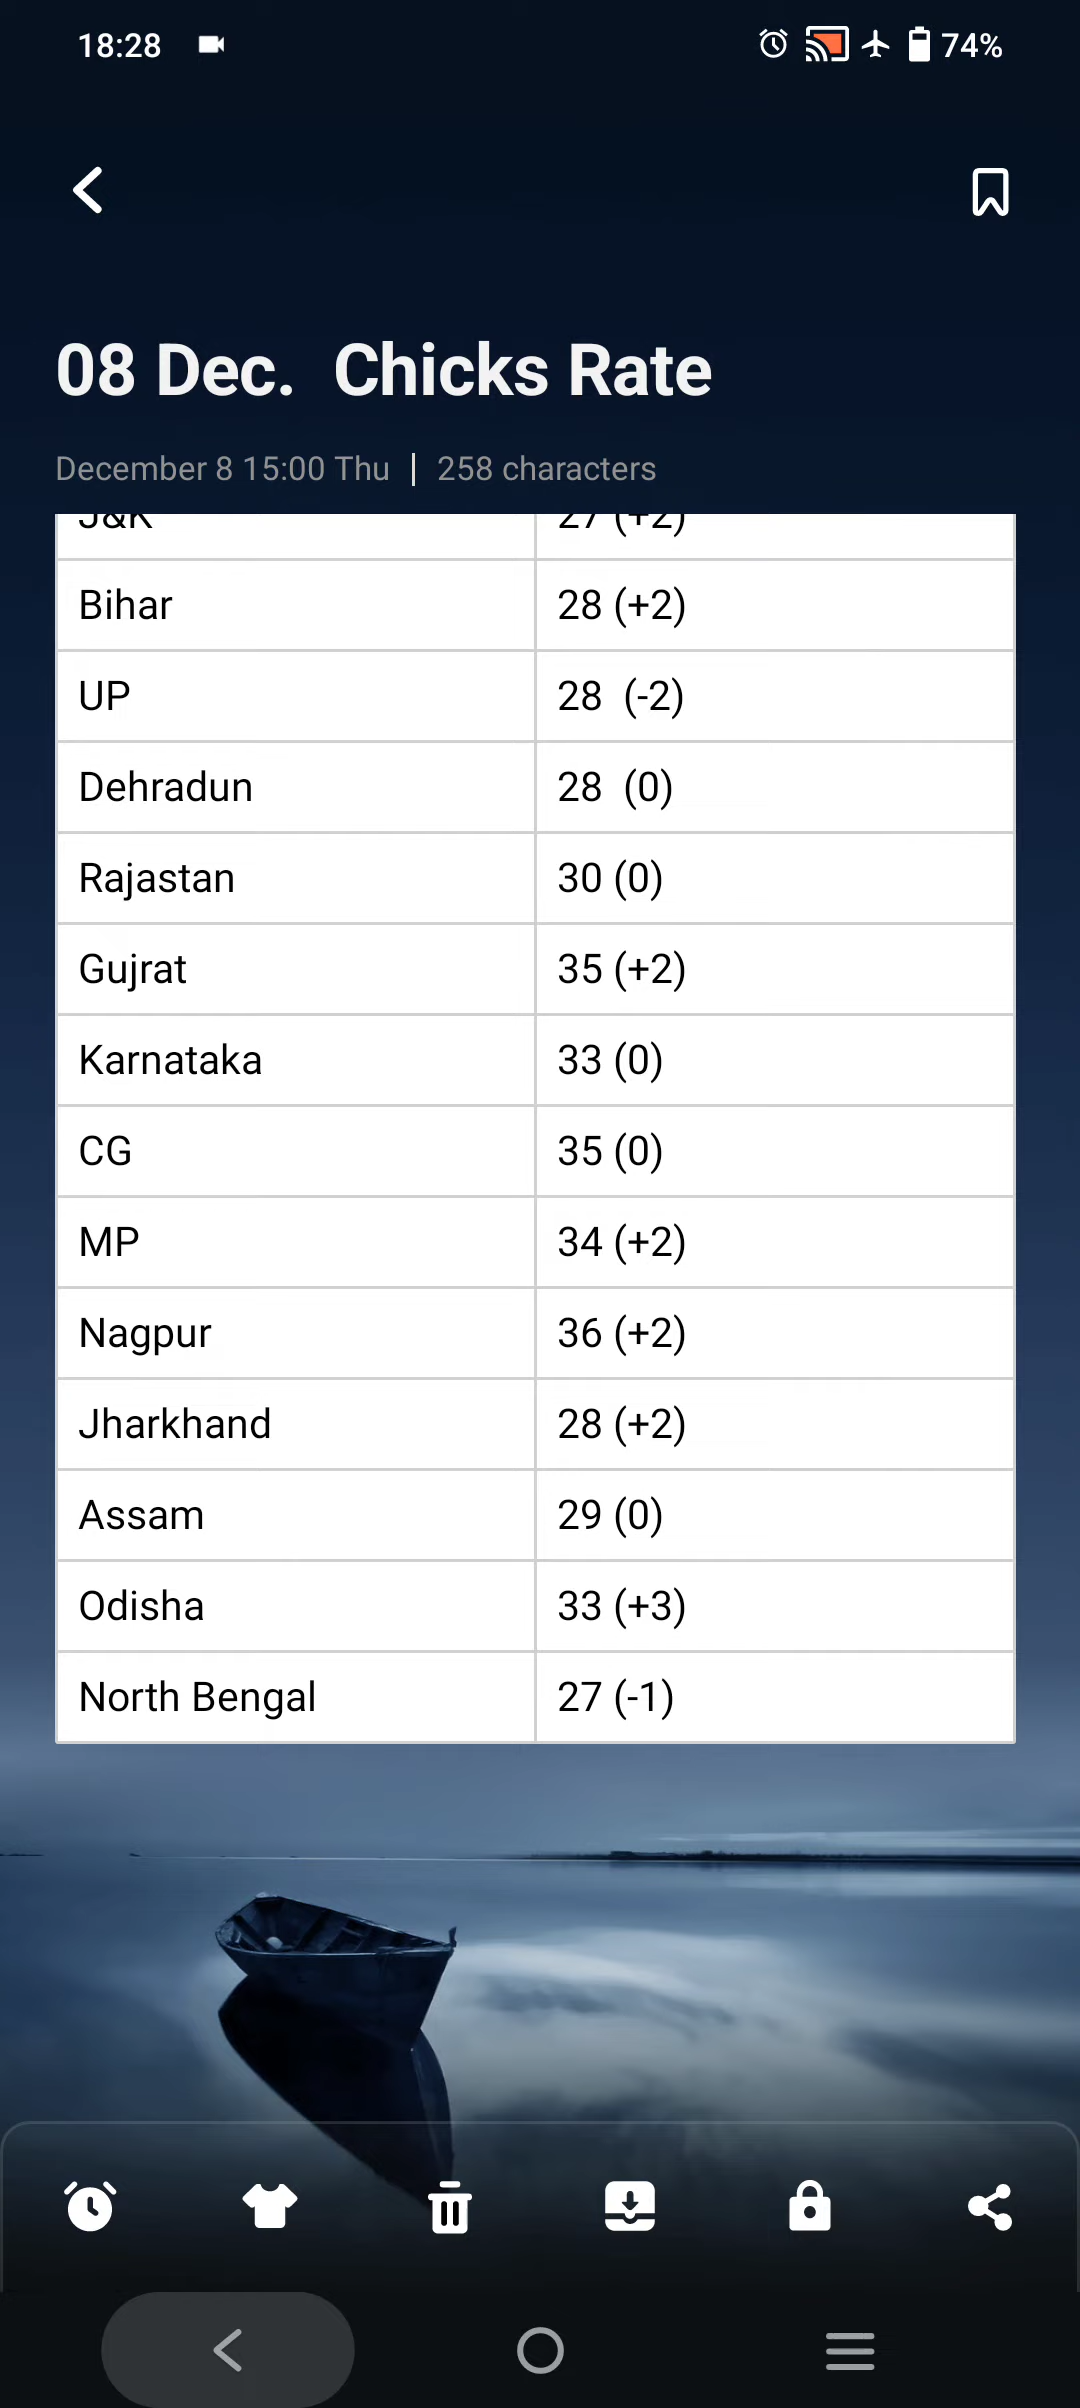 18:28 74%
08 Dec. Chicks Rate
December 8 15:00 Thu | 258 characters
J&K 27 (+2)
Bihar 28 (+2)
UP 28 (-2)
Dehradun 28 (0)
Rajastan 30 (0)
Gujrat 35 (+2)
Karnataka 33 (0)
CG 35 (0)
MP 34 (+2)
Nagpur 36 (+2)
Jharkhand 28 (+2)
Assam 29 (0)
Odisha 33 (+3)
North Bengal 27 (-1)